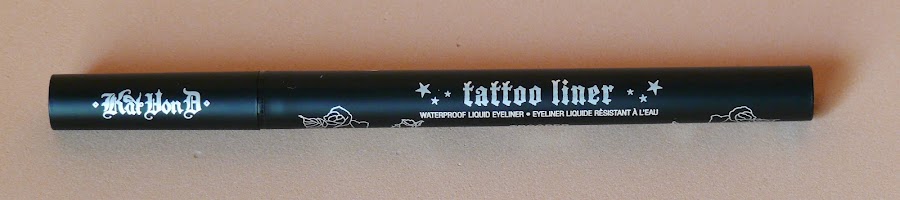 ·Kat Von D·
tattoo liner
WATERPROOF LIQUID EYELINER • EYELINER LIQUIDE RÉSISTANT À L'EAU